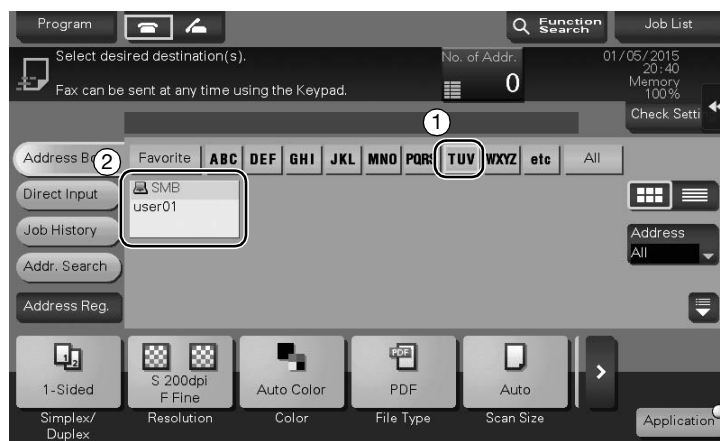 Program
Function
Search
Job List
Select desired destination(s).
Fax can be sent at any time using the Keypad.
No. of Addr.
0
01/05/2015
20:40
Memory
100%
Check Setti
1
2
Address B
Favorite
ABC
DEF
GHI
JKL
MNO
PQRS
TUV
WXYZ
etc
All
Direct Input
Job History
Addr. Search
Address Reg.
SMB
user01
Address
All
1-Sided
S 200dpi
F Fine
Auto Color
PDF
PDF
Auto
Simplex/
Duplex
Resolution
Color
File Type
Scan Size
Application